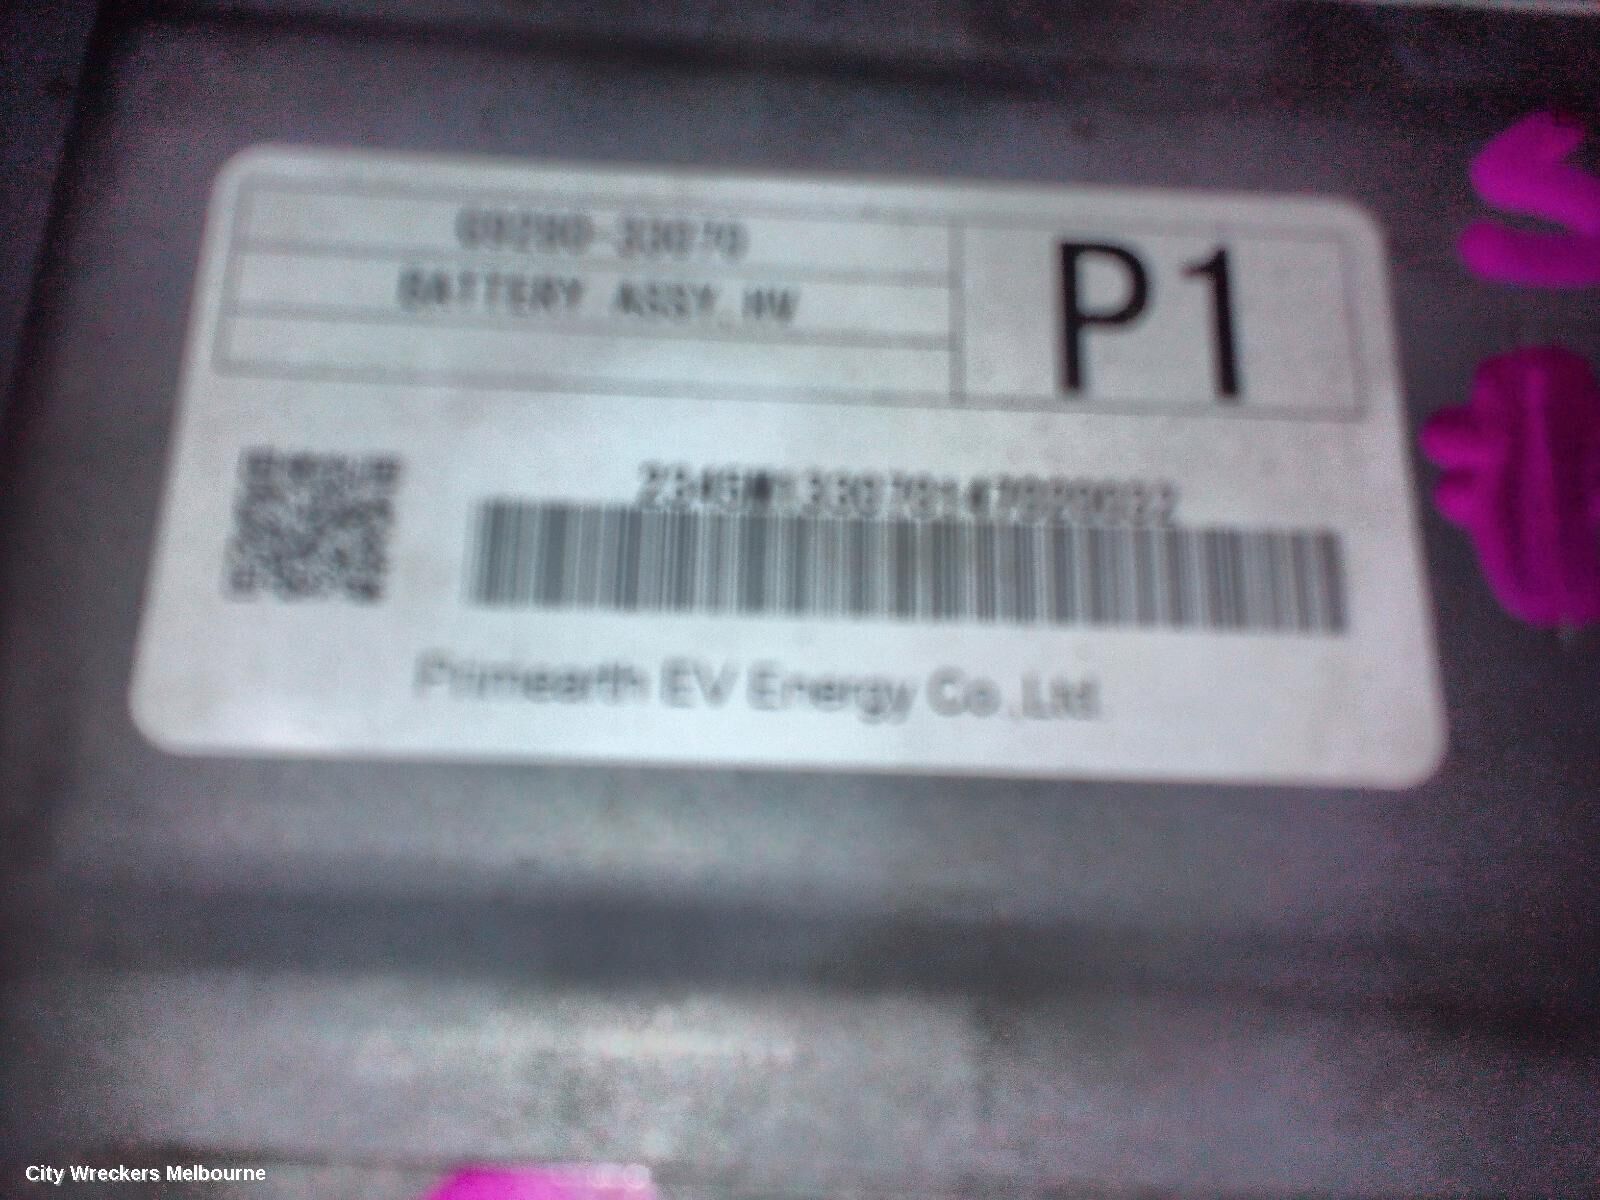 G9280-33070
BATTERY ASSY, HV
P1
Primearth EV Energy Co.,Ltd.
City Wreckers Melbourne